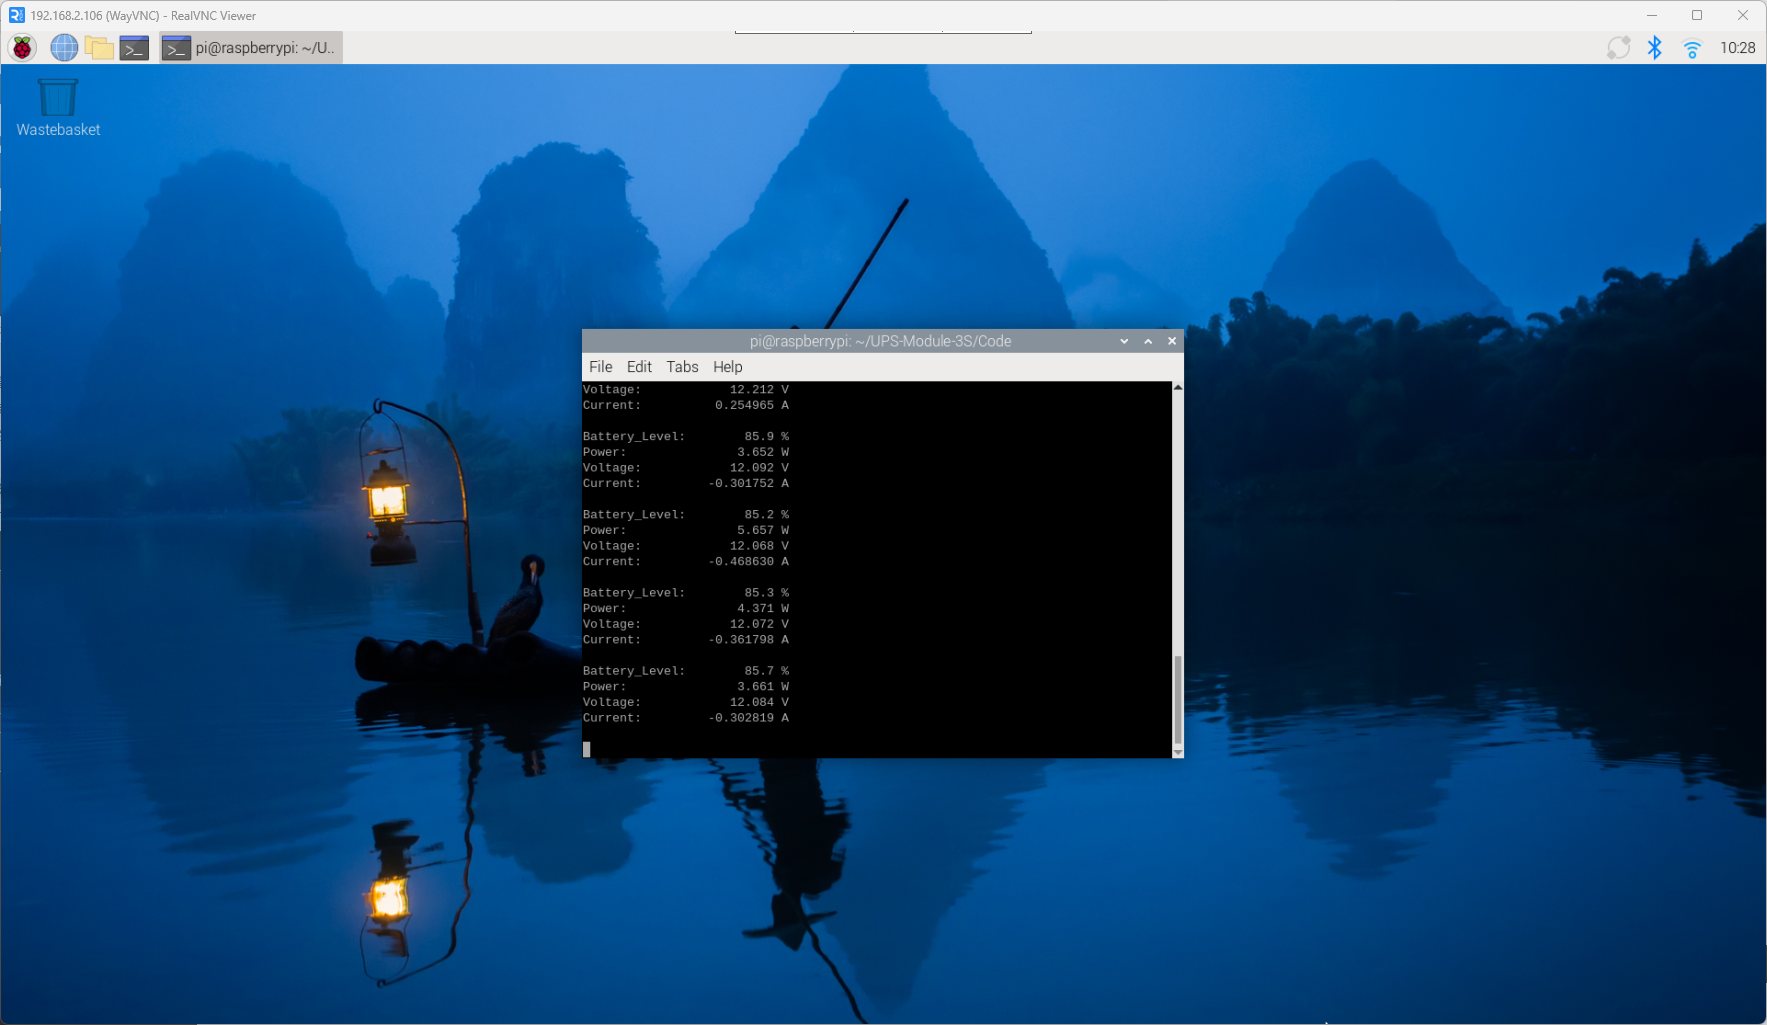 192.168.2.106 (WayVNC) - RealVNC Viewer
pi@raspberrypi: ~/U..
10:28
Wastebasket
pi@raspberrypi: ~/UPS-Module-3S/Code
File Edit Tabs Help
Voltage: 12.212 V
Current: 0.254965 A
Battery_Level: 85.9 %
Power: 3.652 W
Voltage: 12.092 V
Current: -0.301752 A
Battery_Level: 85.2 %
Power: 5.657 W
Voltage: 12.068 V
Current: -0.468630 A
Battery_Level: 85.3 %
Power: 4.371 W
Voltage: 12.072 V
Current: -0.361798 A
Battery_Level: 85.7 %
Power: 3.661 W
Voltage: 12.084 V
Current: -0.302819 A